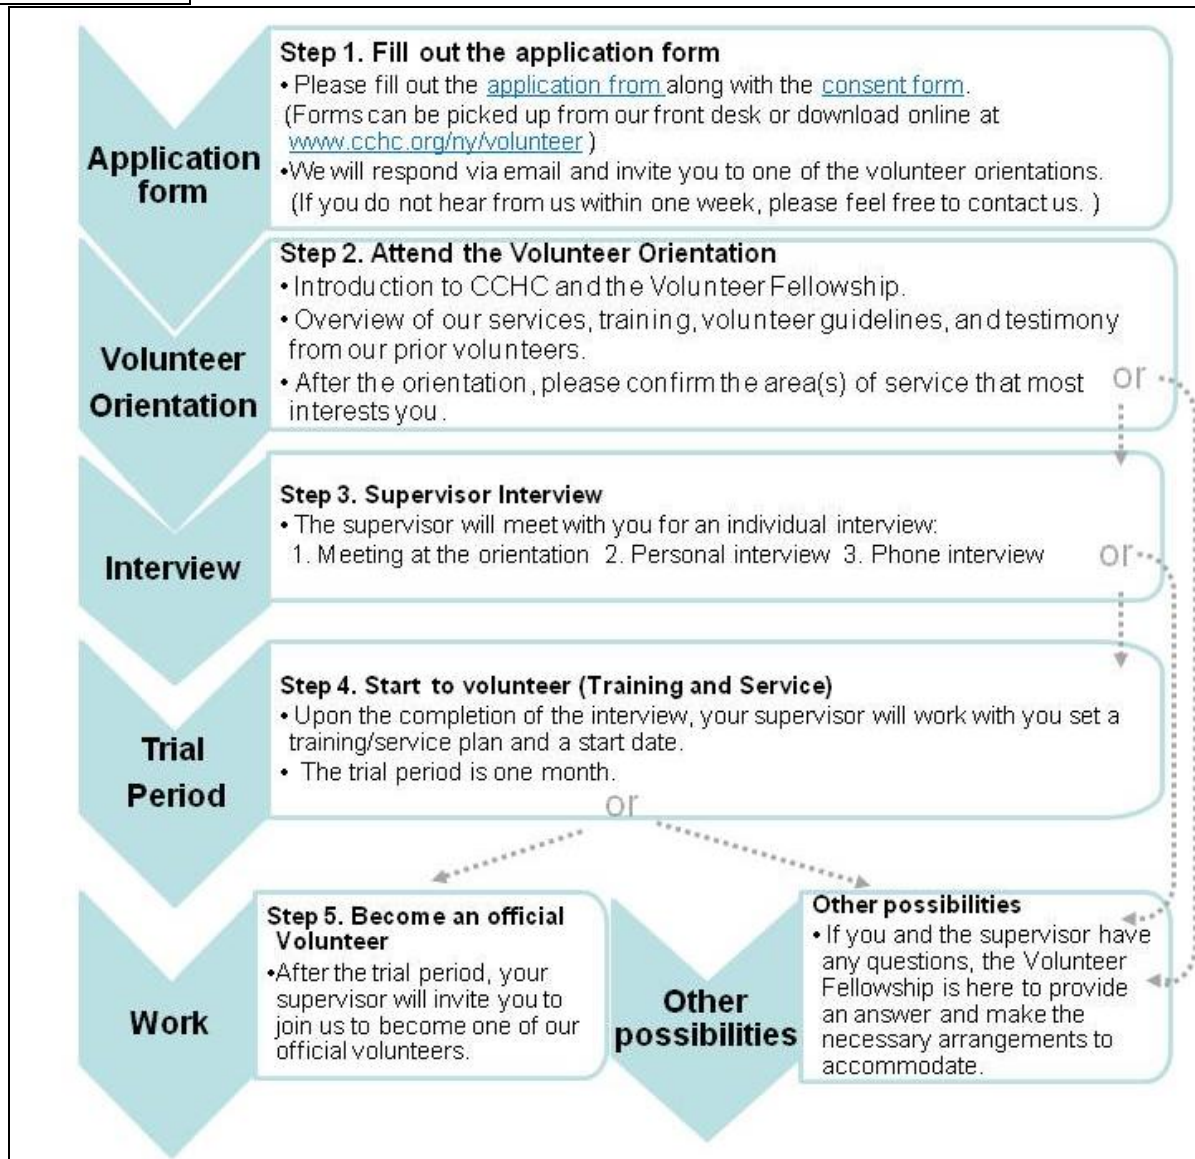 Application
form
Step 1. Fill out the application form
• Please fill out the application from along with the consent form.
(Forms can be picked up from our front desk or download online at
www.cchc.org/ny/volunteer )
•We will respond via email and invite you to one of the volunteer orientations.
(If you do not hear from us within one week, please feel free to contact us. )
Volunteer
Orientation
Step 2. Attend the Volunteer Orientation
• Introduction to CCHC and the Volunteer Fellowship.
• Overview of our services, training, volunteer guidelines, and testimony
from our prior volunteers.
• After the orientation, please confirm the area(s) of service that most
interests you.
or
Interview
Step 3. Supervisor Interview
• The supervisor will meet with you for an individual interview:
1. Meeting at the orientation 2. Personal interview 3. Phone interview
or
Trial
Period
Step 4. Start to volunteer (Training and Service)
• Upon the completion of the interview, your supervisor will work with you set a
training/service plan and a start date.
• The trial period is one month.
or
Work
Step 5. Become an official
Volunteer
•After the trial period, your
supervisor will invite you to
join us to become one of our
official volunteers.
Other
possibilities
Other possibilities
• If you and the supervisor have
any questions, the Volunteer
Fellowship is here to provide
an answer and make the
necessary arrangements to
accommodate.